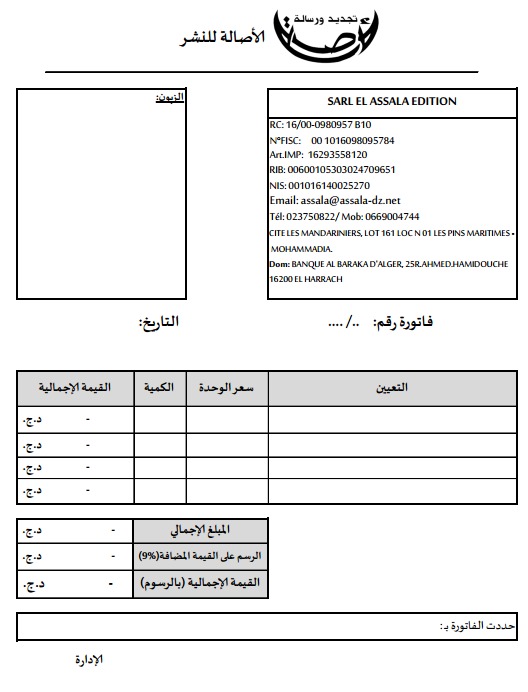 تجديد ورسالة
الأصالة
الأصالة للنشر
SARL EL ASSALA EDITION
RC: 16/00-0980957 B10
N°FISC: 00 1016098095784
Art.IMP: 16293558120
RIB: 00600105303024709651
NIS: 001016140025270
Email: assala@assala-dz.net
Tél: 023750822/ Mob: 0669004744
CITE LES MANDARINIERS, LOT 161 LOC N 01 LES PINS MARITIMES -
MOHAMMADIA.
Dom: BANQUE AL BARAKA D'ALGER, 25R.AHMED.HAMIDOUCHE
16200 EL HARRACH
الزبون:
فاتورة رقم: ../ ....
التاريخ:
التعيين سعر الوحدة الكمية القيمة الإجمالية
- د.ج.
- د.ج.
- د.ج.
- د.ج.
المبلغ الإجمالي - د.ج.
الرسم على القيمة المضافة(9%) - د.ج.
القيمة الإجمالية (بالرسوم) - د.ج.
حددت الفاتورة بـ:
الإدارة